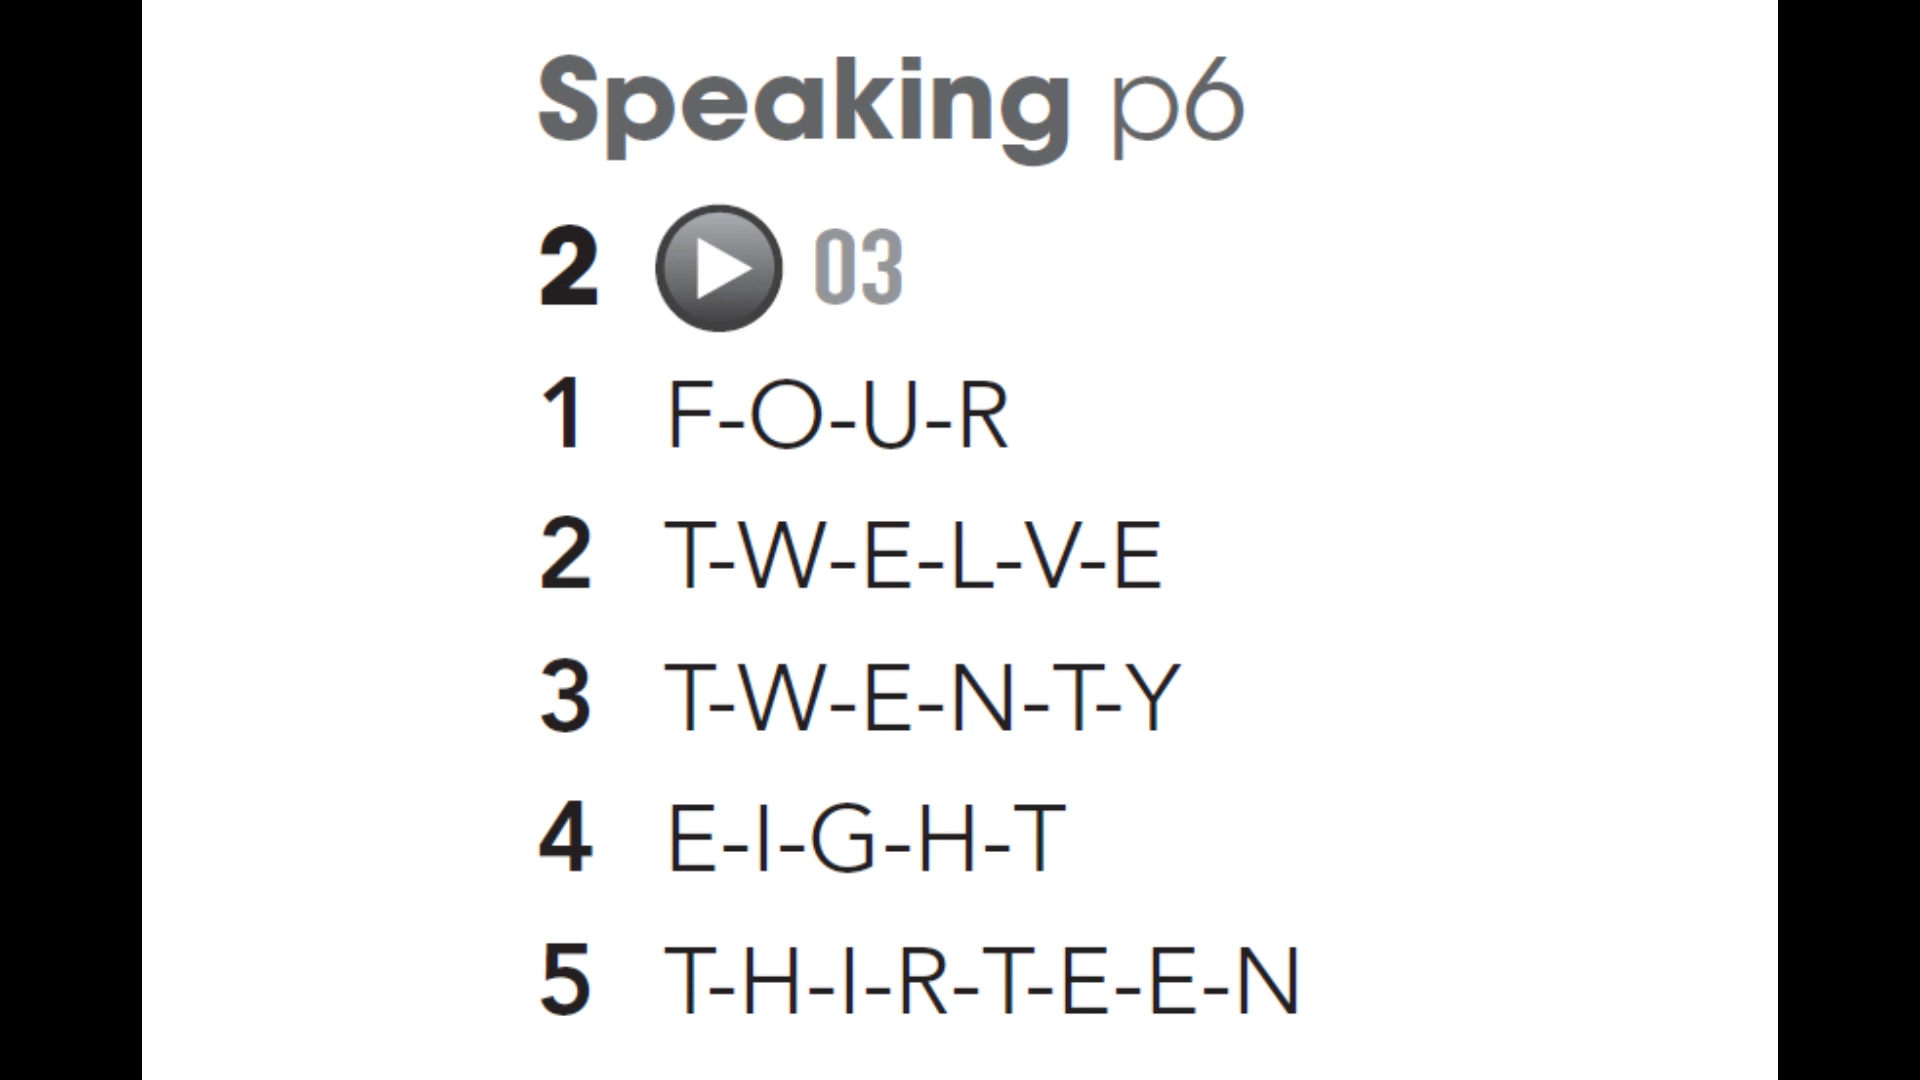 Speaking p6
2 03
1 F-O-U-R
2 T-W-E-L-V-E
3 T-W-E-N-T-Y
4 E-I-G-H-T
5 T-H-I-R-T-E-E-N